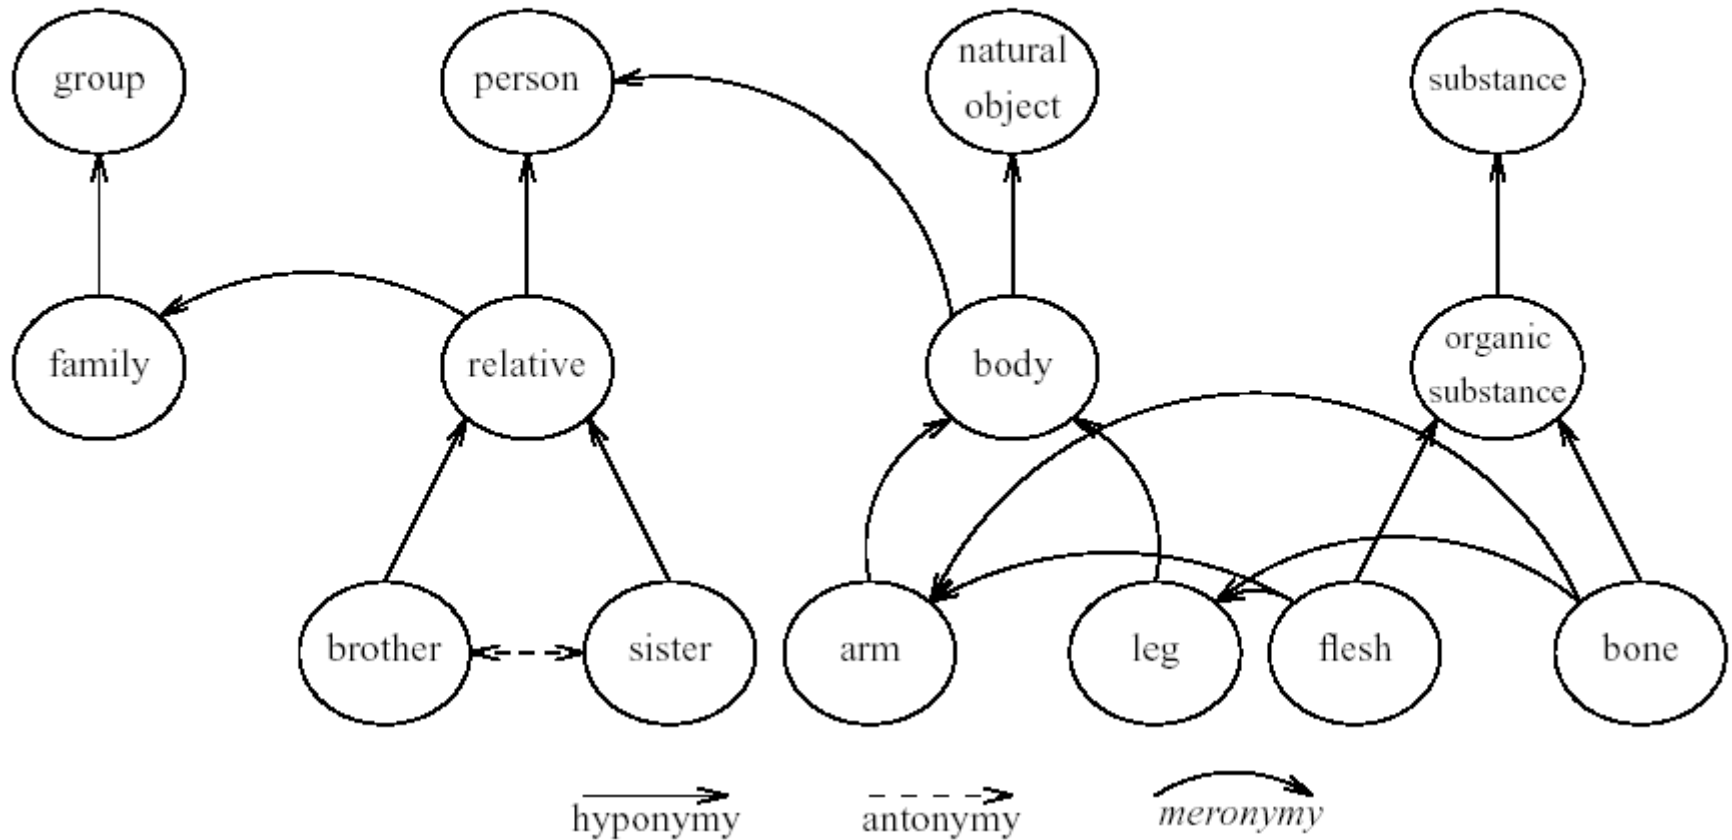 group
person
natural
object
substance
family
relative
body
organic
substance
brother
sister
arm
leg
flesh
bone
hyponymy
antonymy
meronymy